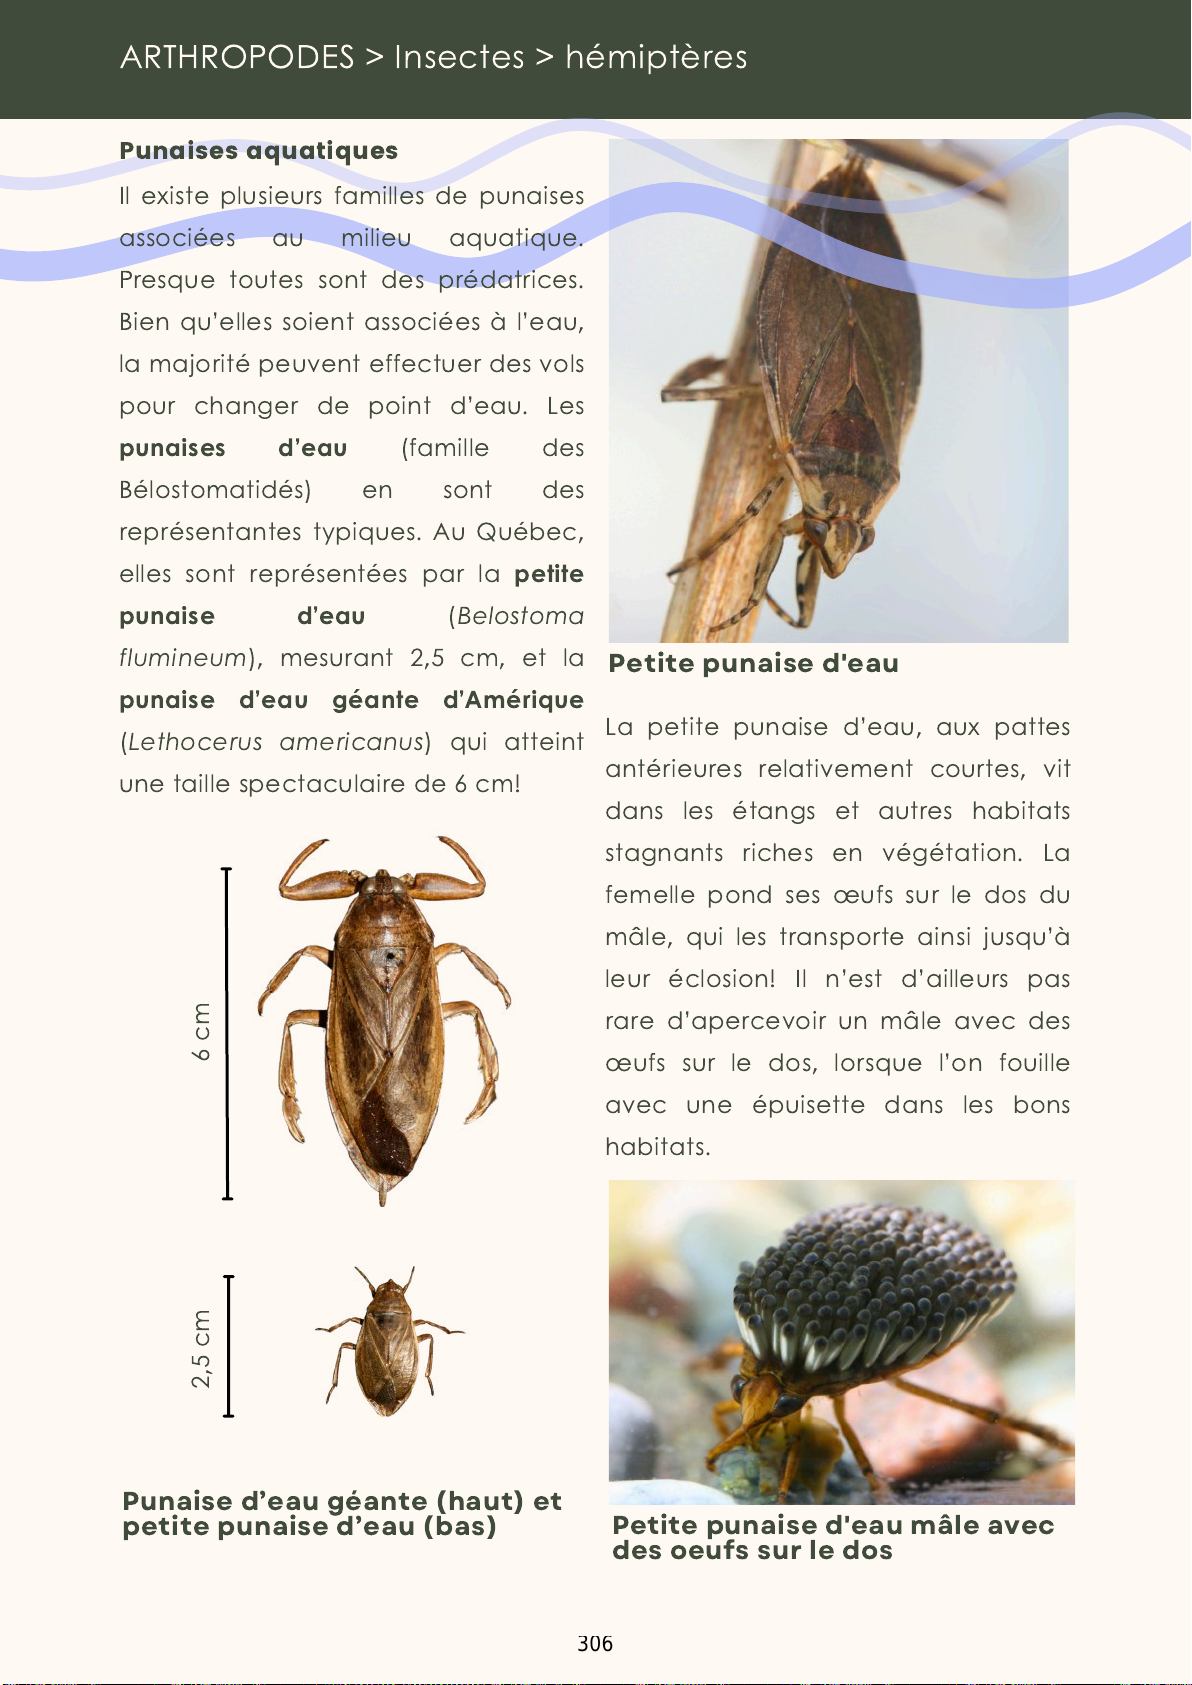 ARTHROPODES > Insectes > hémiptères
Punaises aquatiques
Il existe plusieurs familles de punaises
associées au milieu aquatique.
Presque toutes sont des prédatrices.
Bien qu’elles soient associées à l’eau,
la majorité peuvent effectuer des vols
pour changer de point d’eau. Les
punaises d’eau (famille des
Bélostomatidés) en sont des
représentantes typiques. Au Québec,
elles sont représentées par la petite
punaise d’eau (Belostoma
flumineum), mesurant 2,5 cm, et la
punaise d’eau géante d’Amérique
(Lethocerus americanus) qui atteint
une taille spectaculaire de 6 cm!
6 cm
2,5 cm
Punaise d’eau géante (haut) et
petite punaise d’eau (bas)
Petite punaise d'eau
La petite punaise d’eau, aux pattes
antérieures relativement courtes, vit
dans les étangs et autres habitats
stagnants riches en végétation. La
femelle pond ses œufs sur le dos du
mâle, qui les transporte ainsi jusqu’à
leur éclosion! Il n’est d’ailleurs pas
rare d’apercevoir un mâle avec des
œufs sur le dos, lorsque l’on fouille
avec une épuisette dans les bons
habitats.
Petite punaise d'eau mâle avec
des oeufs sur le dos
306